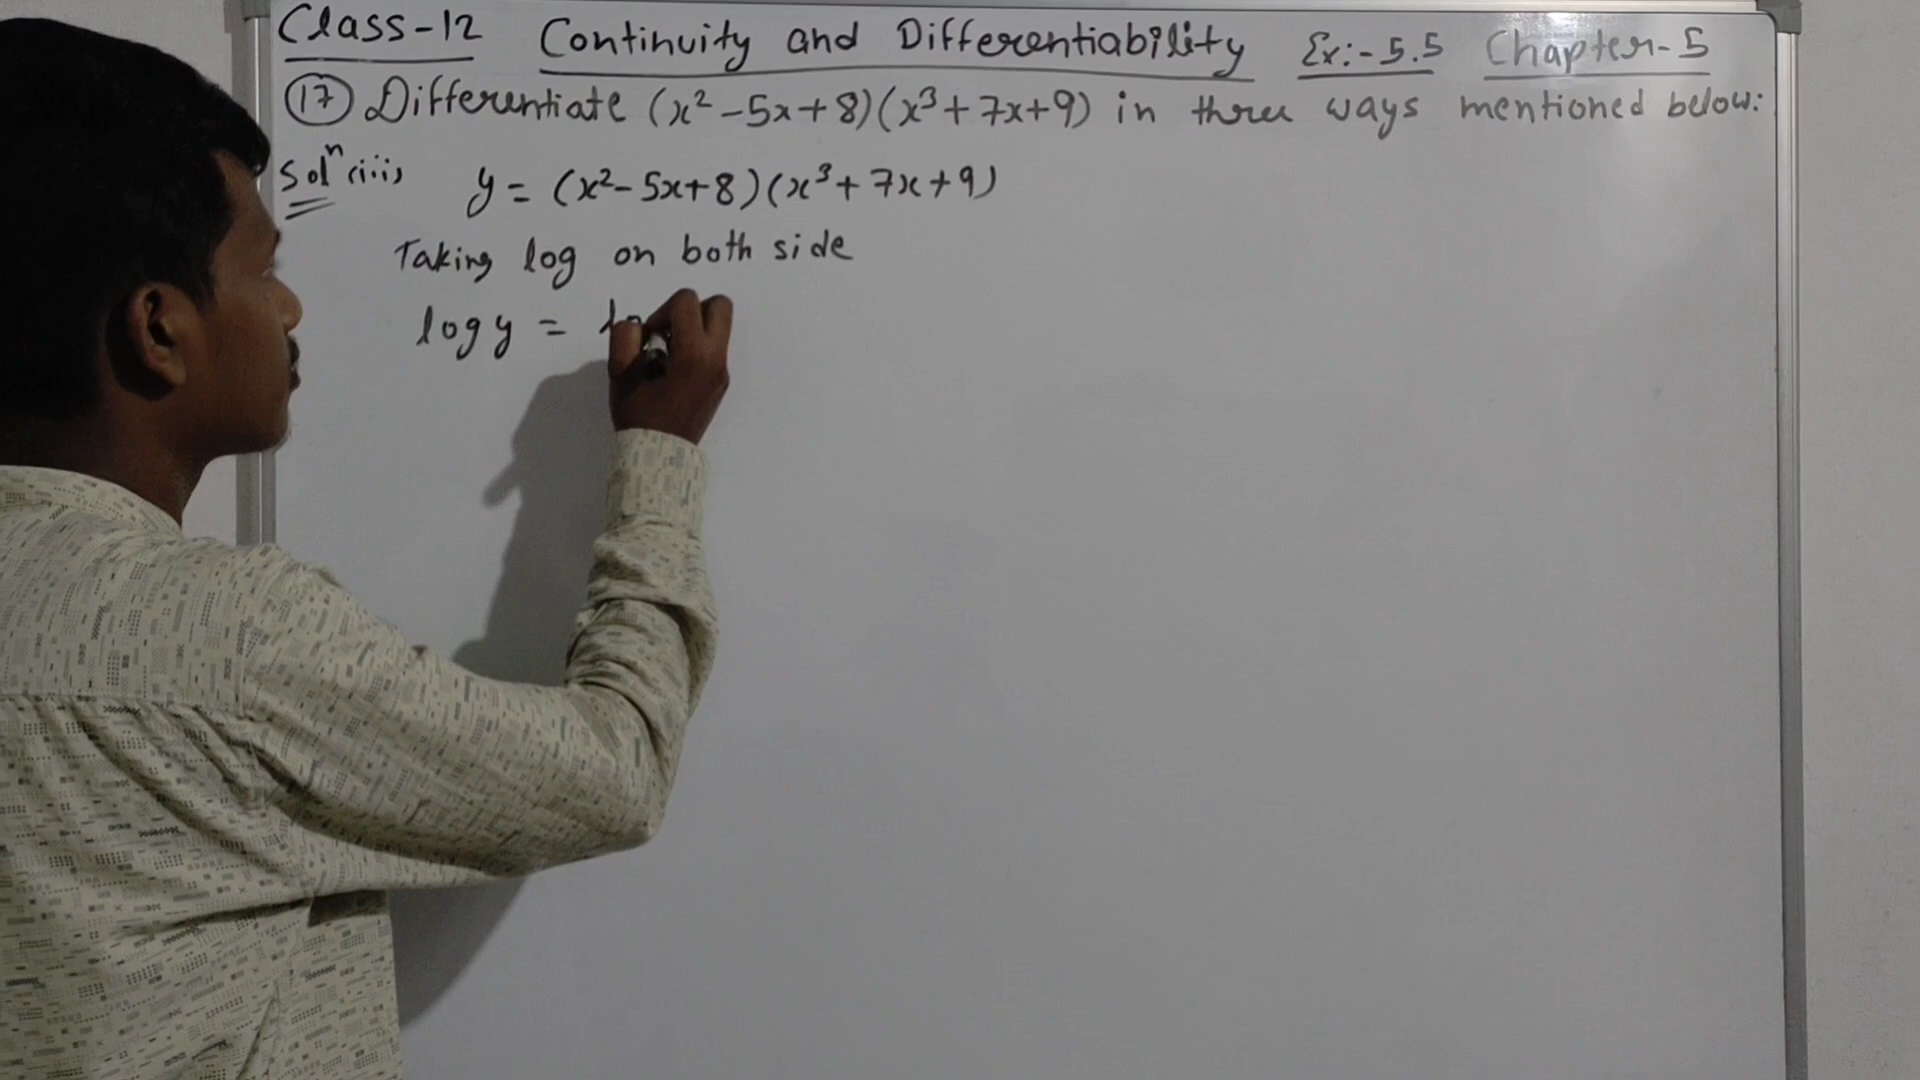 Class-12 Continuity and Differentiability Ex:-5.5 Chapter-5
(17) Differentiate (x²-5x+8)(x³+7x+9) in three ways mentioned below:
Solⁿ (iii) y = (x²-5x+8)(x³+7x+9)
Taking log on both side
log y =